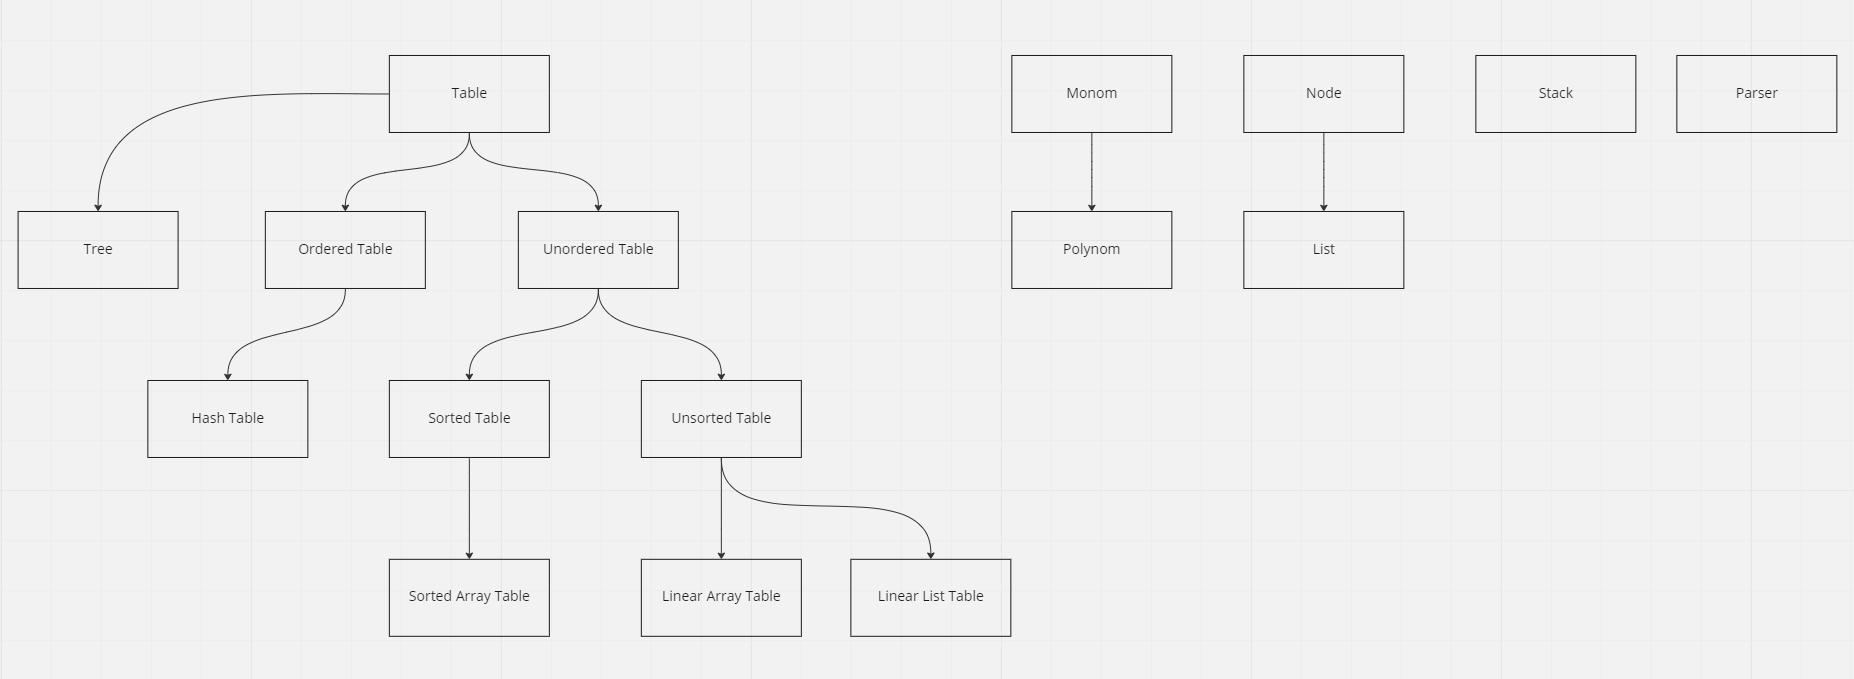 Table
Monom
Node
Stack
Parser
Tree
Ordered Table
Unordered Table
Polynom
List
Hash Table
Sorted Table
Unsorted Table
Sorted Array Table
Linear Array Table
Linear List Table